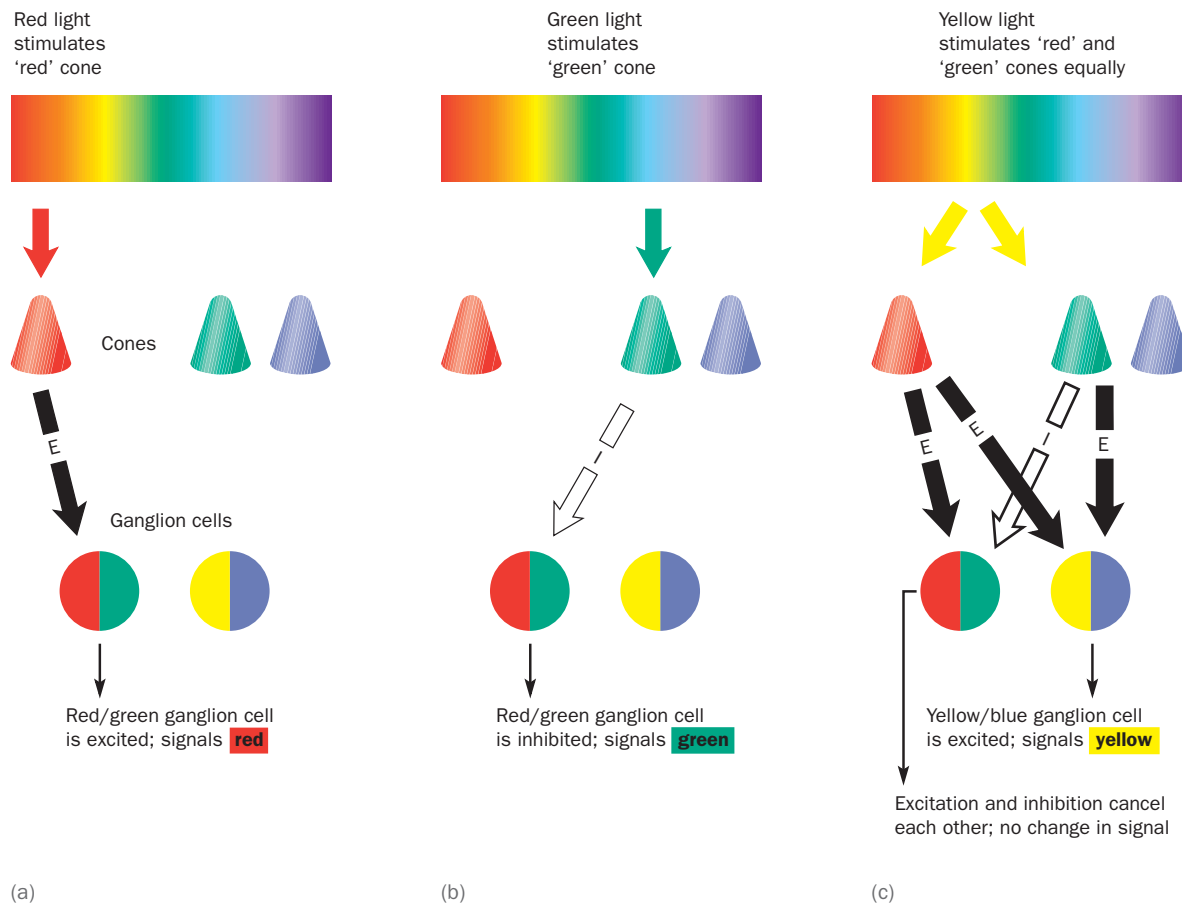 Red light
stimulates
‘red’ cone
Green light
stimulates
‘green’ cone
Yellow light
stimulates ‘red’ and
‘green’ cones equally
Cones
E
E
E
E
Ganglion cells
Red/green ganglion cell
is excited; signals red
Red/green ganglion cell
is inhibited; signals green
Yellow/blue ganglion cell
is excited; signals yellow
Excitation and inhibition cancel
each other; no change in signal
(a)
(b)
(c)